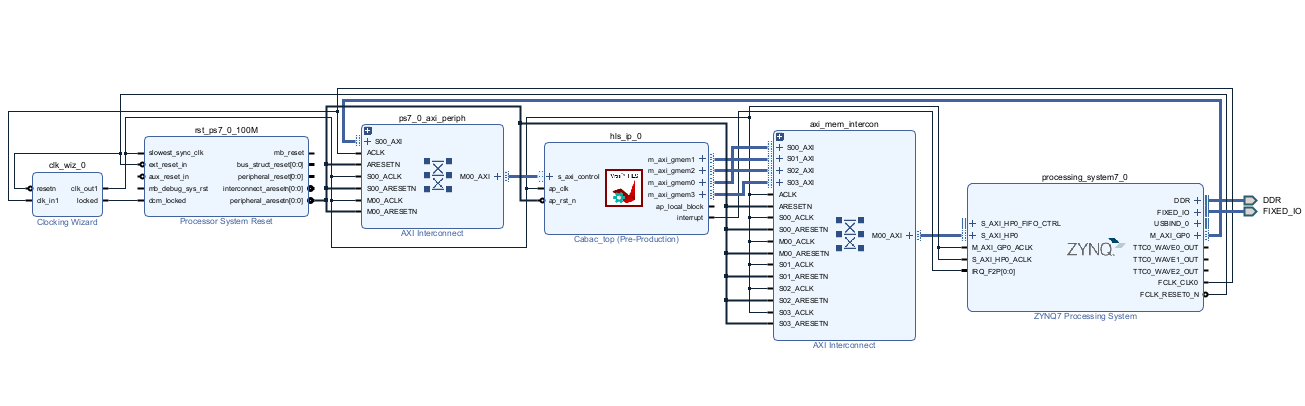 clk_wiz_0
resetn
clk_in1
clk_out1
locked
Clocking Wizard
rst_ps7_0_100M
slowest_sync_clk
ext_reset_in
aux_reset_in
mb_debug_sys_rst
dcm_locked
mb_reset
bus_struct_reset[0:0]
peripheral_reset[0:0]
interconnect_aresetn[0:0]
peripheral_aresetn[0:0]
Processor System Reset
ps7_0_axi_periph
S00_AXI
ACLK
ARESETN
S00_ACLK
S00_ARESETN
M00_ACLK
M00_ARESETN
M00_AXI
AXI Interconnect
hls_ip_0
s_axi_control
ap_clk
ap_rst_n
m_axi_gmem1
m_axi_gmem2
m_axi_gmem0
m_axi_gmem3
ap_local_block
interrupt
Cabac_top (Pre-Production)
axi_mem_intercon
S00_AXI
S01_AXI
S02_AXI
S03_AXI
ACLK
ARESETN
S00_ACLK
S00_ARESETN
M00_ACLK
M00_ARESETN
S01_ACLK
S01_ARESETN
S02_ACLK
S02_ARESETN
S03_ACLK
S03_ARESETN
M00_AXI
AXI Interconnect
processing_system7_0
S_AXI_HP0_FIFO_CTRL
S_AXI_HP0
M_AXI_GP0_ACLK
S_AXI_HP0_ACLK
IRQ_F2P[0:0]
ZYNQ
DDR
FIXED_IO
USBIND_0
M_AXI_GP0
TTC0_WAVE0_OUT
TTC0_WAVE1_OUT
TTC0_WAVE2_OUT
FCLK_CLK0
FCLK_RESET0_N
ZYNQ7 Processing System
DDR
FIXED_IO